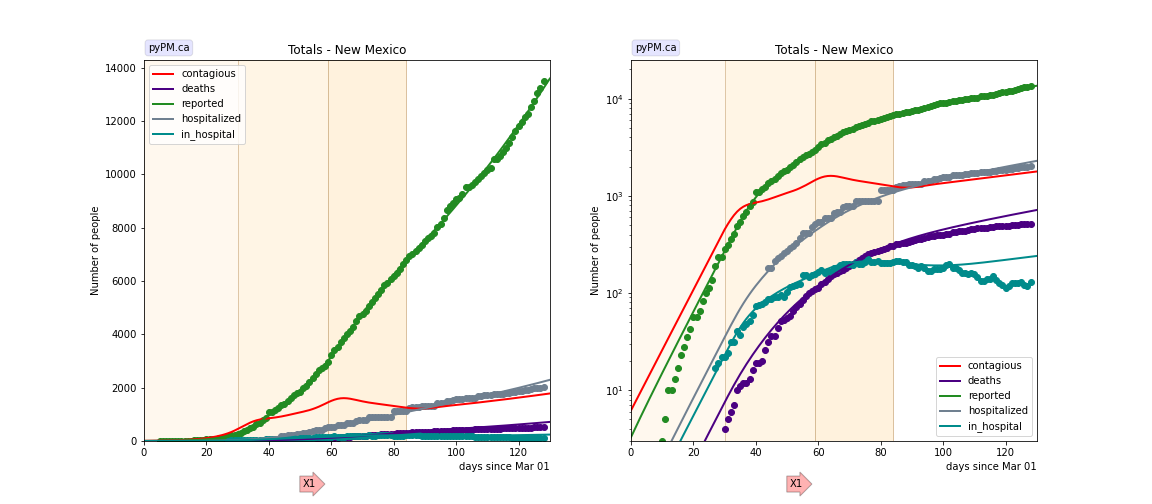 pyPM.ca
Totals - New Mexico
Number of people
14000
12000
10000
8000
6000
4000
2000
0
contagious
deaths
reported
hospitalized
in_hospital
0 20 40 60 80 100 120
days since Mar 01
X1
pyPM.ca
Totals - New Mexico
Number of people
10⁴
10³
10²
10¹
contagious
deaths
reported
hospitalized
in_hospital
0 20 40 60 80 100 120
days since Mar 01
X1